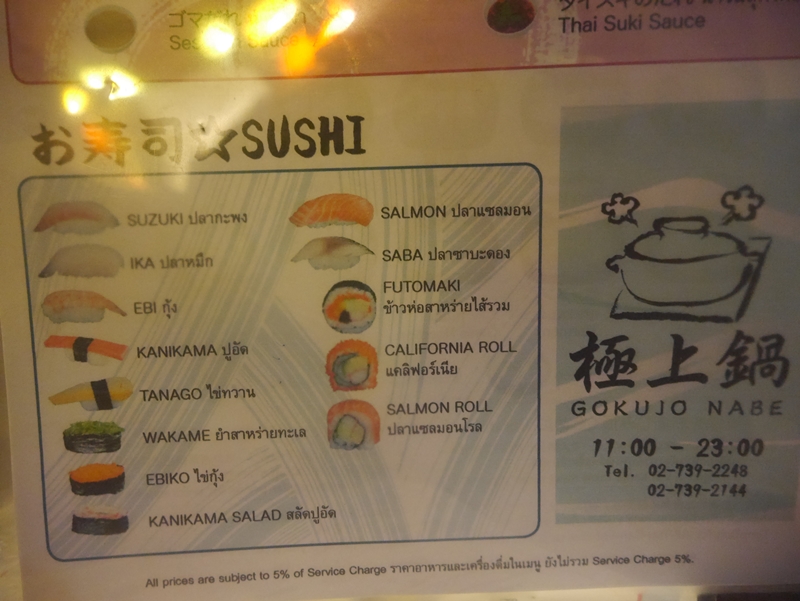 ゴマだれ
Sesame Sauce
Thai Suki Sauce
お寿司☆SUSHI
SUZUKI ปลากะพง
IKA ปลาหมึก
EBI กุ้ง
KANIKAMA ปูอัด
TANAGO ไข่หวาน
WAKAME ยำสาหร่ายทะเล
EBIKO ไข่กุ้ง
KANIKAMA SALAD สลัดปูอัด
SALMON ปลาแซลมอน
SABA ปลาซาบะดอง
FUTOMAKI
ข้าวห่อสาหร่ายไส้รวม
CALIFORNIA ROLL
แคลิฟอร์เนีย
SALMON ROLL
ปลาแซลมอนโรล
極上鍋
GOKUJO NABE
11:00 - 23:00
Tel. 02-739-2248
02-739-2144
All prices are subject to 5% of Service Charge ราคาอาหารและเครื่องดื่มในเมนู ยังไม่รวม Service Charge 5%.